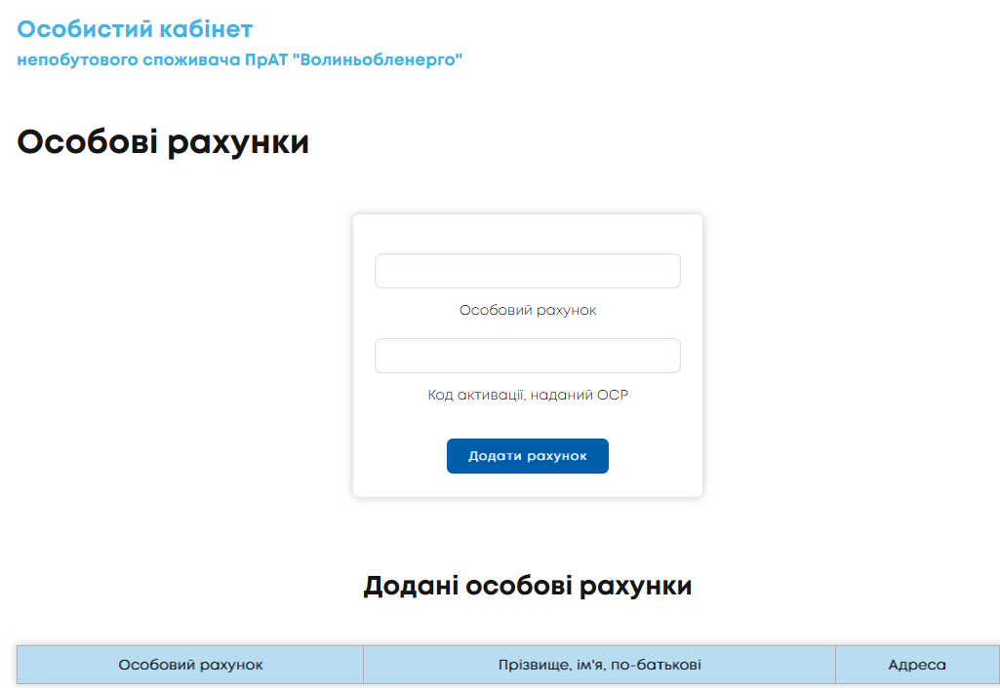 Особистий кабінет
непобутового споживача ПрАТ "Волиньобленерго"
Особові рахунки
Особовий рахунок
Код активації, наданий ОСР
Додати рахунок
Додані особові рахунки
Особовий рахунок Прізвище, ім'я, по-батькові Адреса